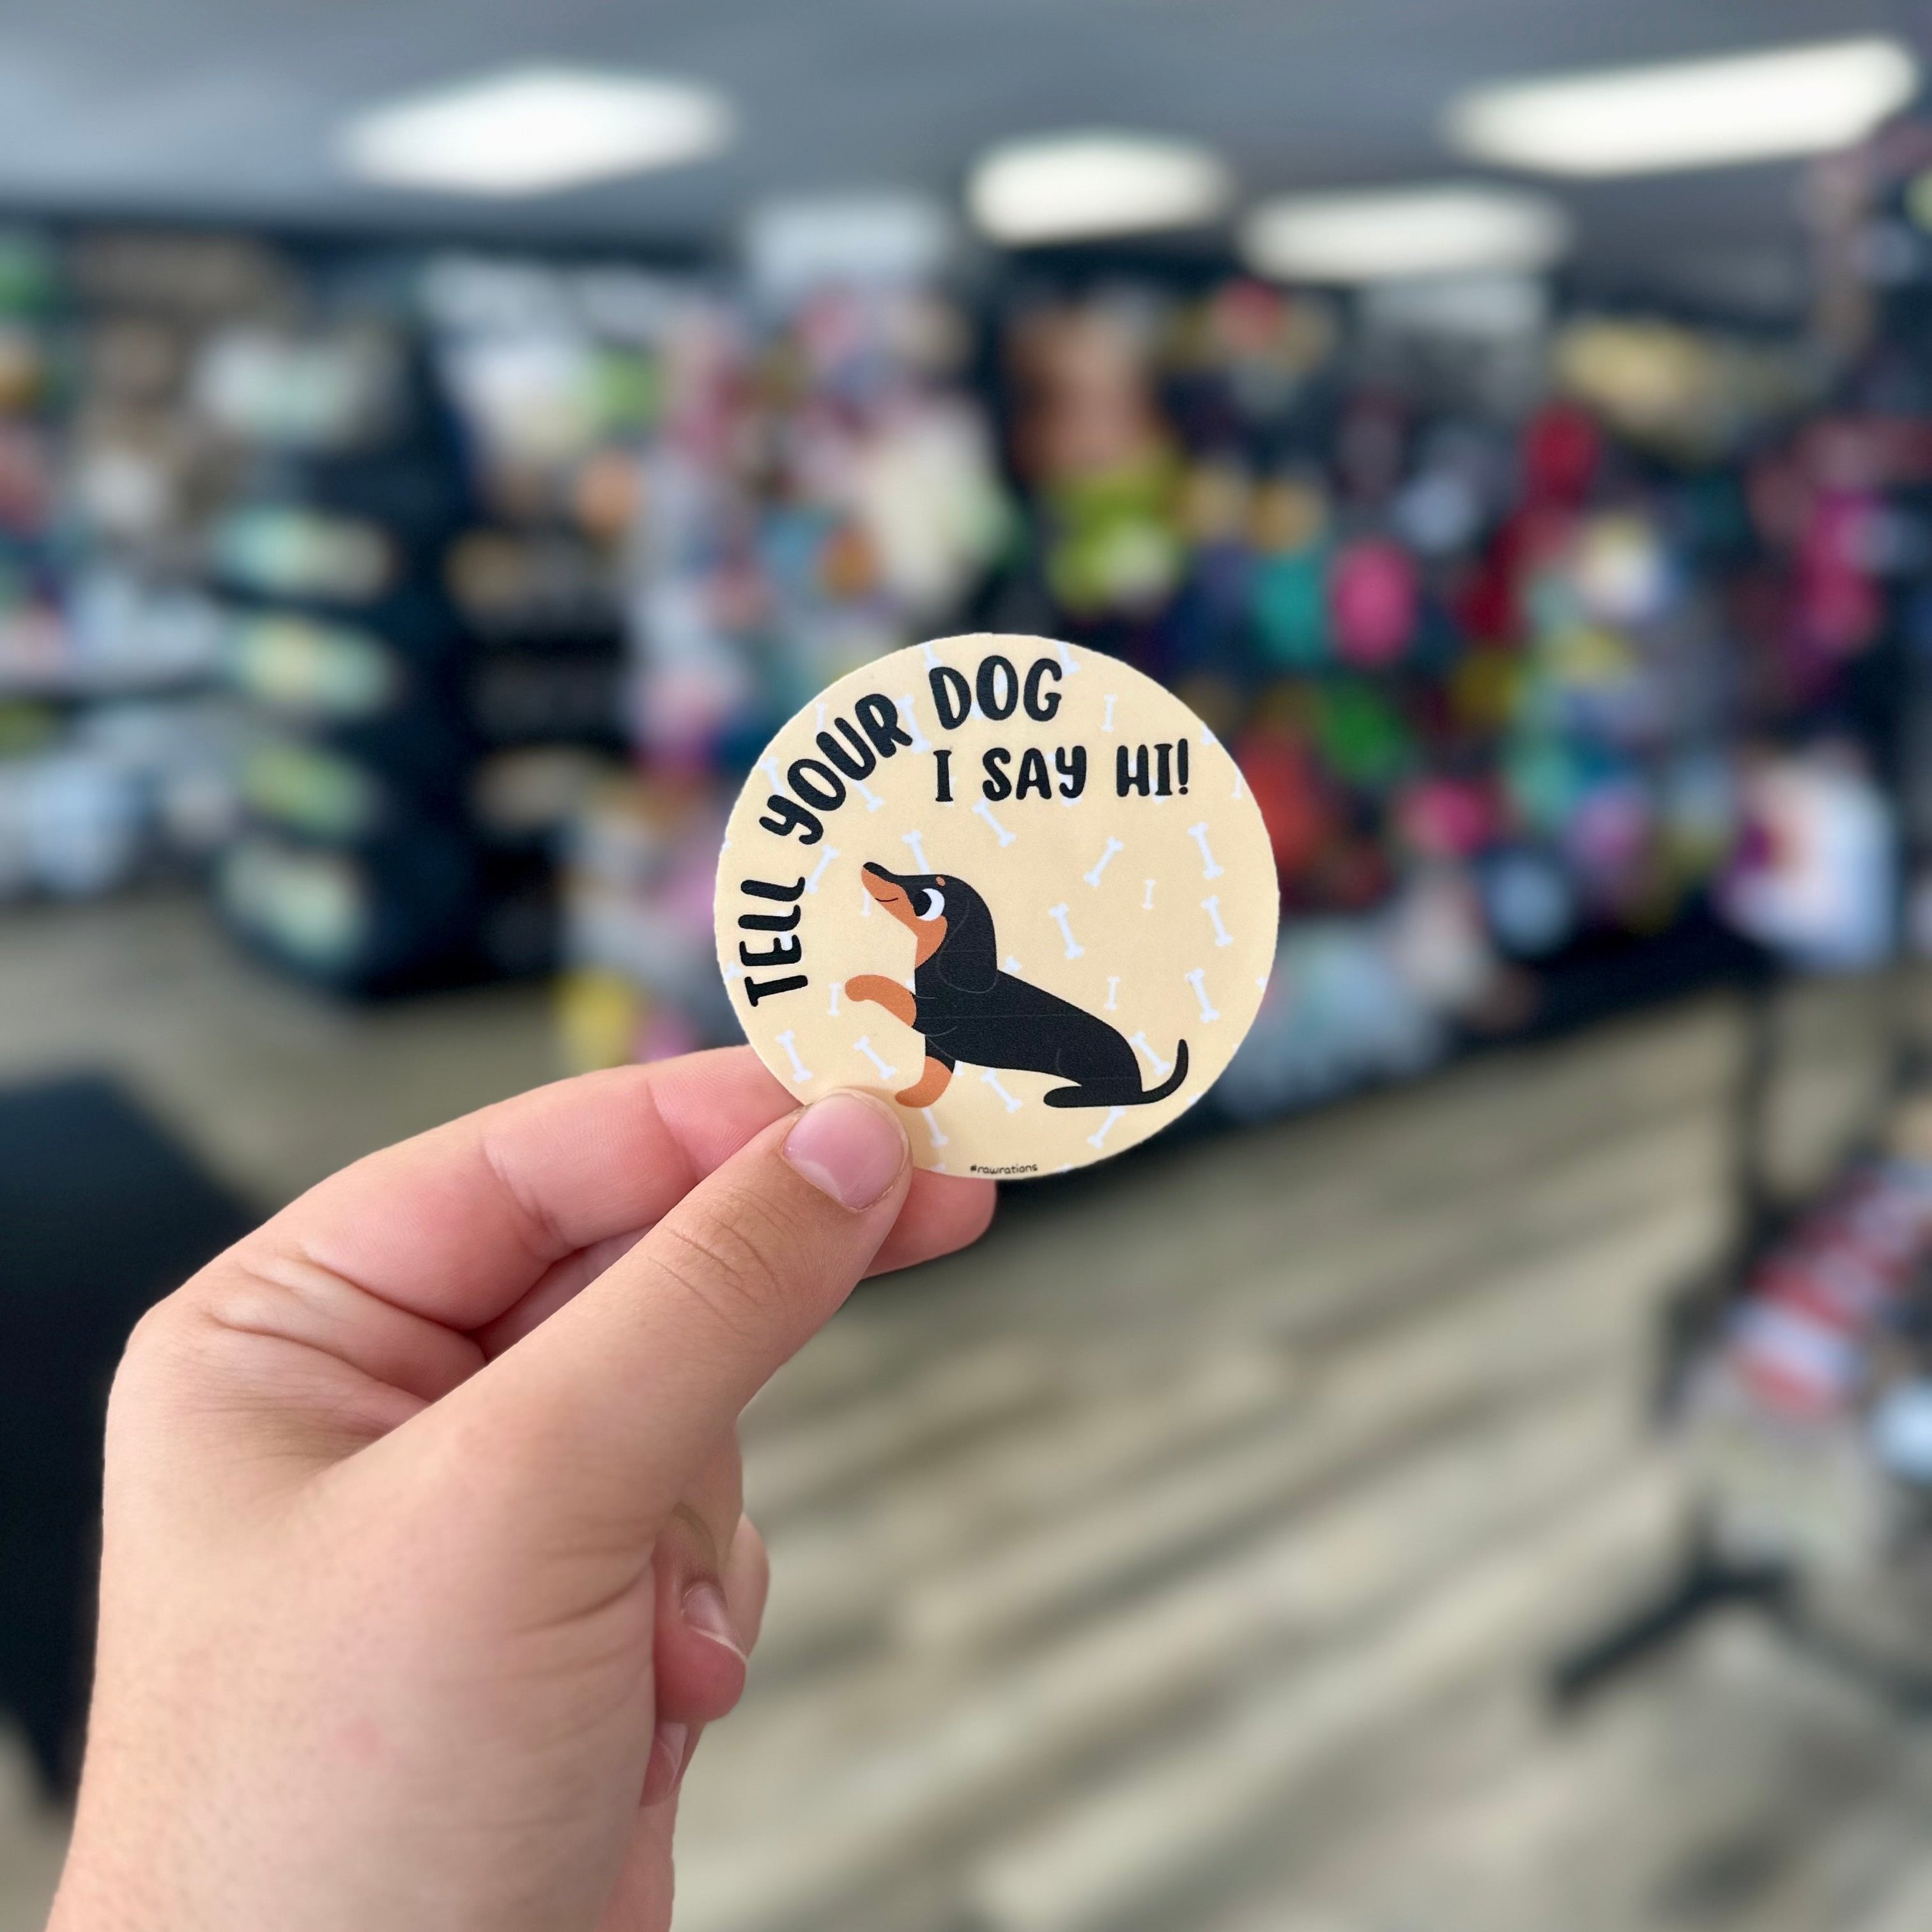 TELL YOUR DOG
I SAY HI!
#rawrations